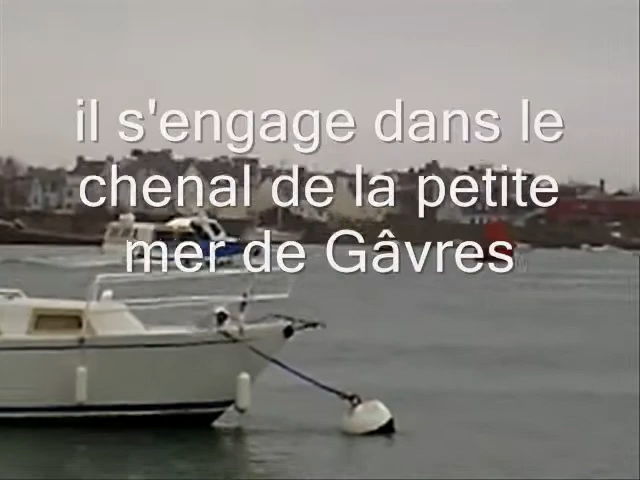 il s'engage dans le
chenal de la petite
mer de Gâvres